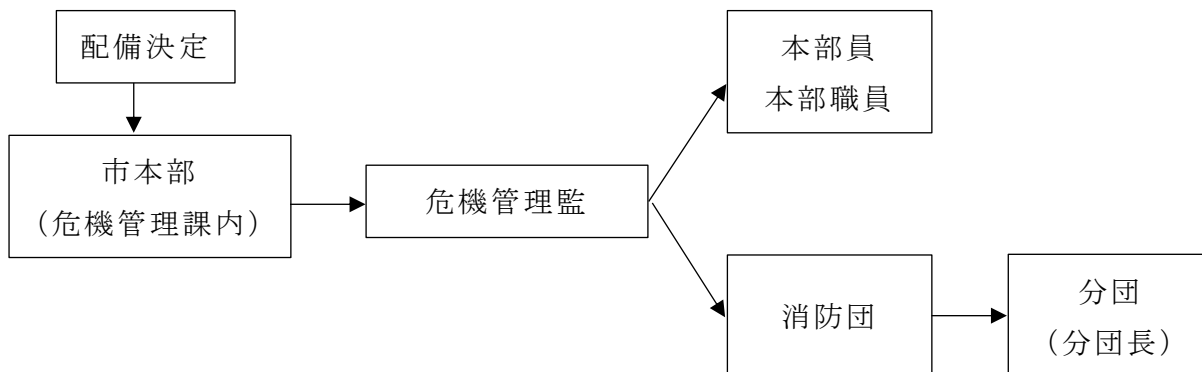 配備決定
市本部
（危機管理課内）
危機管理監
本部員
本部職員
消防団
分団
（分団長）